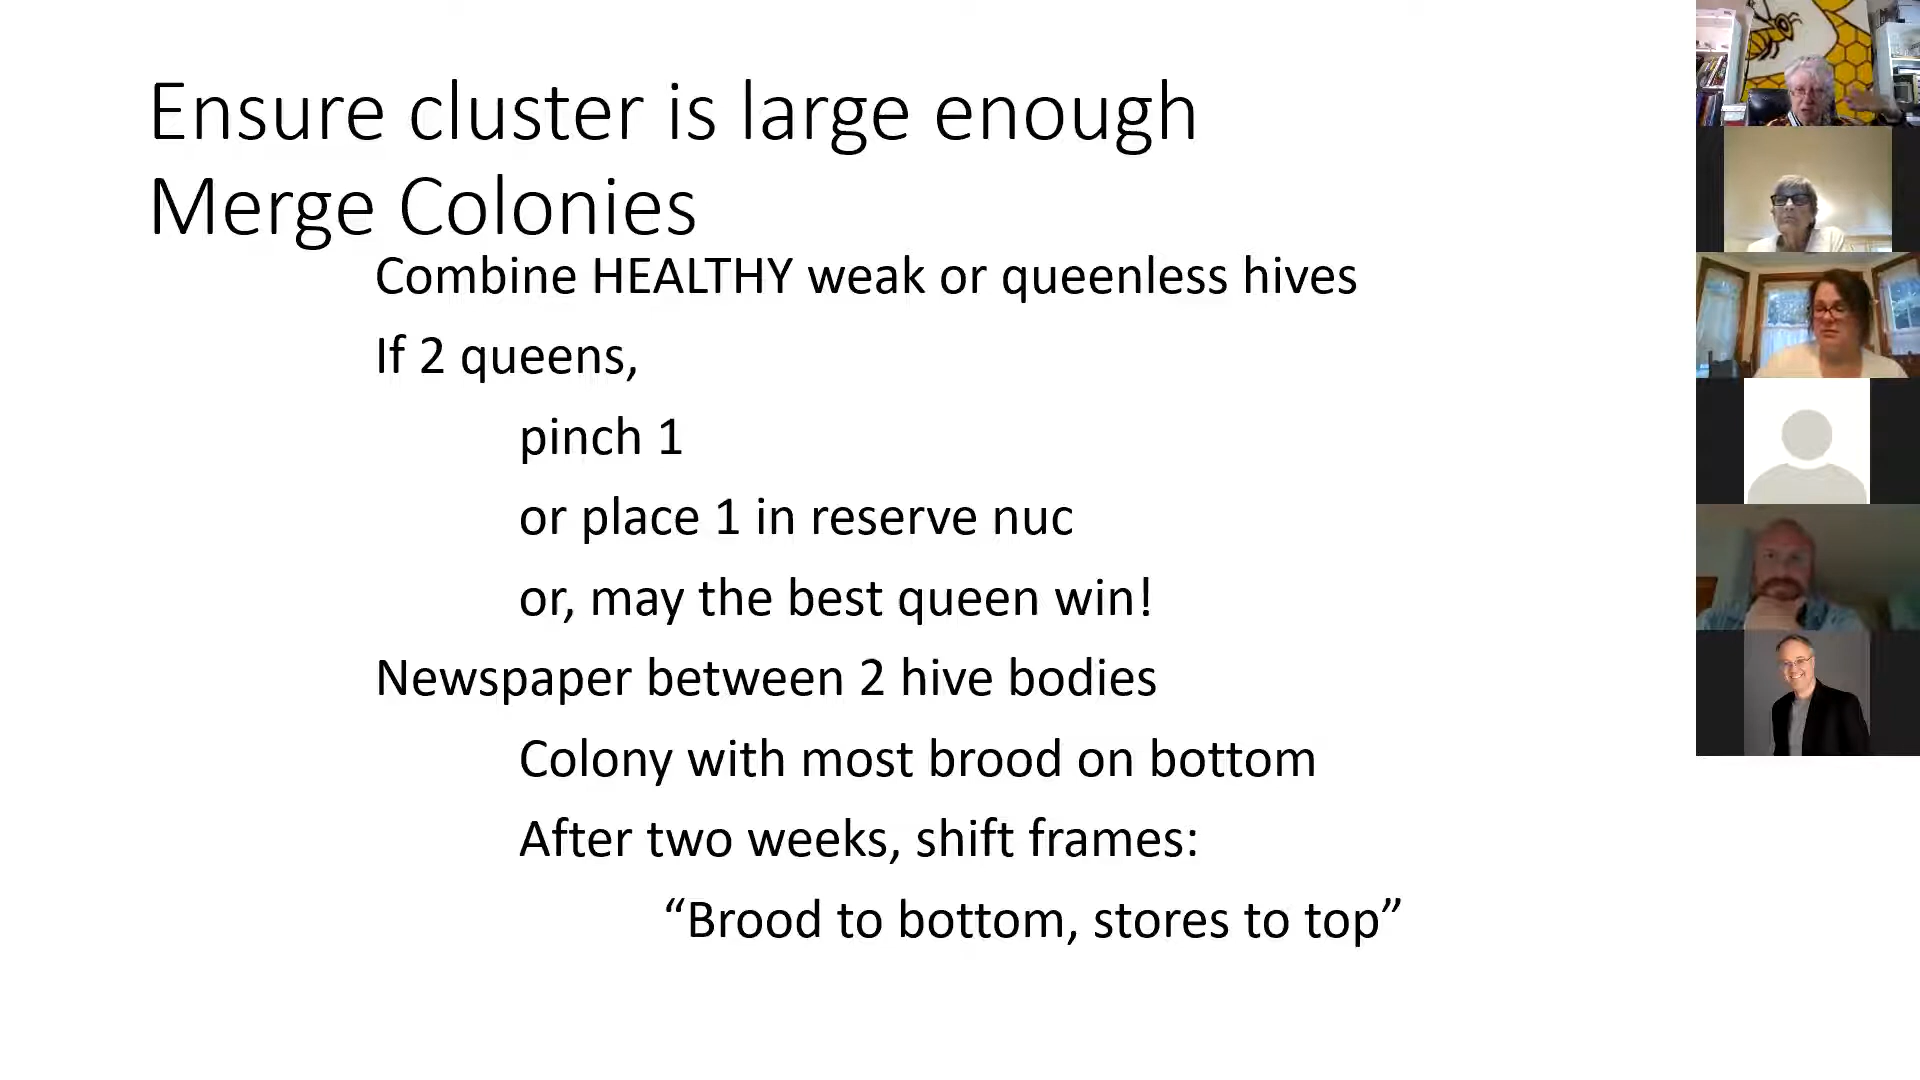 Ensure cluster is large enough
Merge Colonies
Combine HEALTHY weak or queenless hives
If 2 queens,
pinch 1
or place 1 in reserve nuc
or, may the best queen win!
Newspaper between 2 hive bodies
Colony with most brood on bottom
After two weeks, shift frames:
“Brood to bottom, stores to top”